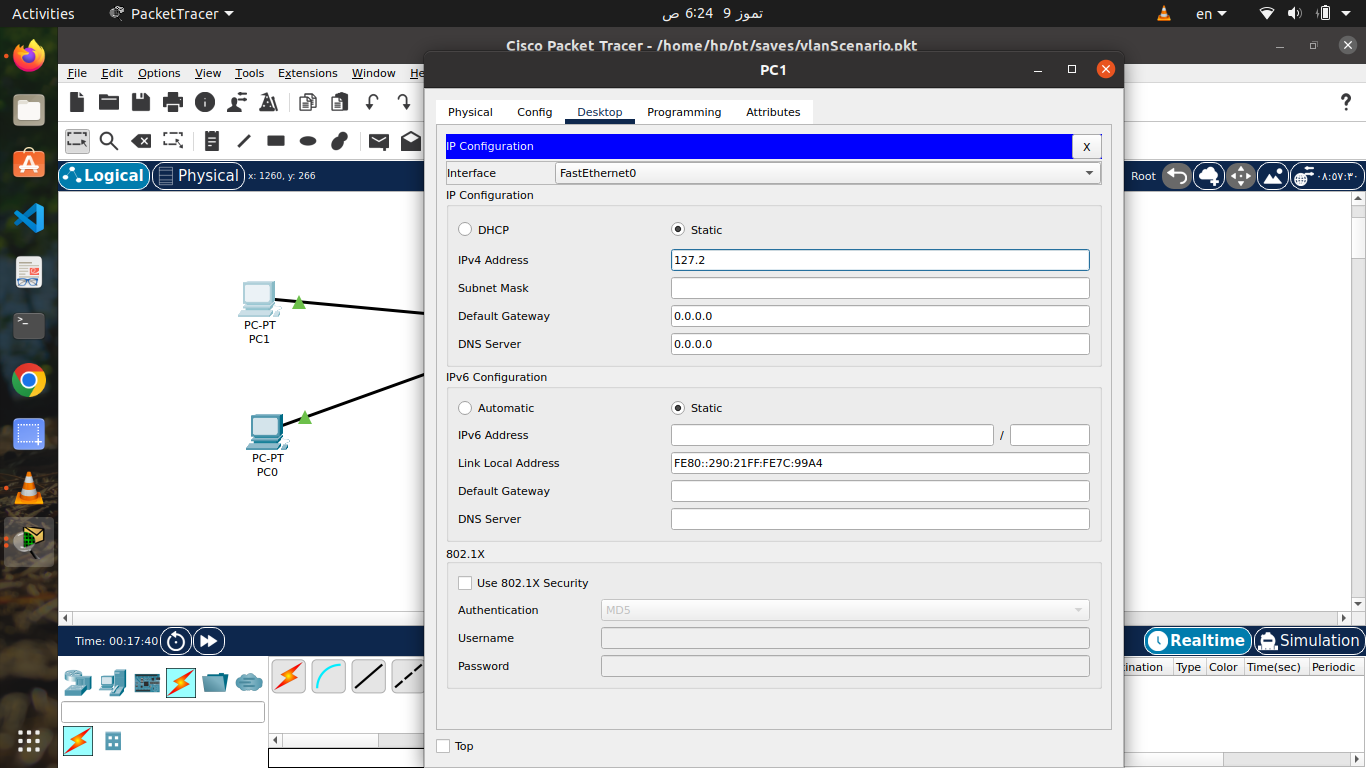 Activities
PacketTracer
تموز 9  6:24 ص
en
Cisco Packet Tracer - /home/hp/pt/saves/vlanScenario.pkt
File Edit Options View Tools Extensions Window He
PC1
Physical Config Desktop Programming Attributes
IP Configuration
X
Interface
FastEthernet0
IP Configuration
DHCP
Static
IPv4 Address
127.2
Subnet Mask
Default Gateway
0.0.0.0
DNS Server
0.0.0.0
IPv6 Configuration
Automatic
Static
IPv6 Address
/
Link Local Address
FE80::290:21FF:FE7C:99A4
Default Gateway
DNS Server
802.1X
Use 802.1X Security
Authentication
MD5
Username
Password
Top
Logical
Physical
x: 1260, y: 266
Root
٠٨:٥٧:٣٠
PC-PT
PC1
PC-PT
PC0
Time: 00:17:40
Realtime
Simulation
ination Type Color Time(sec) Periodic